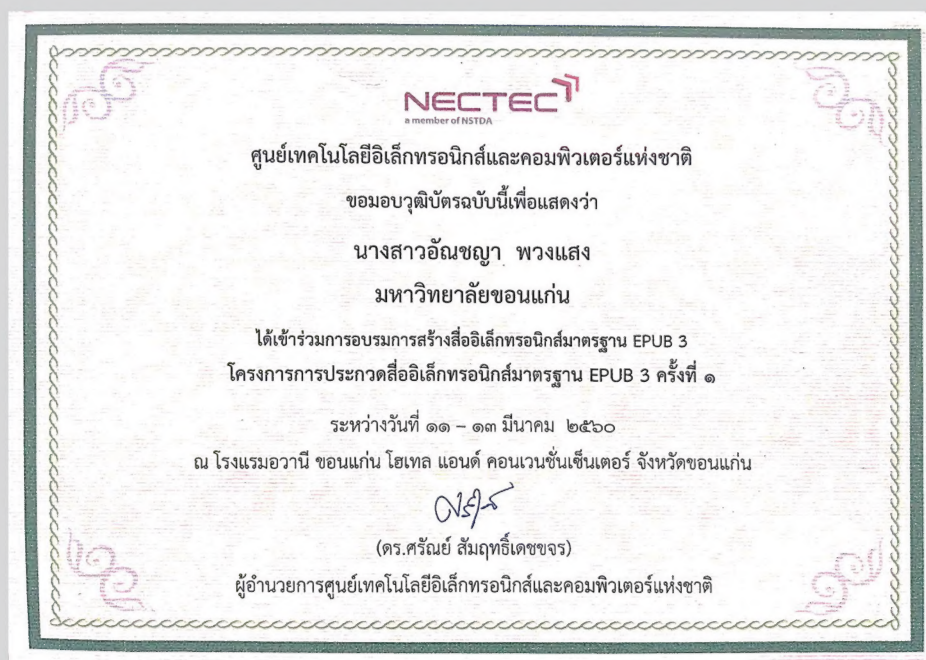 NECTEC
a member of NSTDA
ศูนย์เทคโนโลยีอิเล็กทรอนิกส์และคอมพิวเตอร์แห่งชาติ
ขอมอบวุฒิบัตรฉบับนี้เพื่อแสดงว่า
นางสาวอัณชญา พวงแสง
มหาวิทยาลัยขอนแก่น
ได้เข้าร่วมการอบรมการสร้างสื่ออิเล็กทรอนิกส์มาตรฐาน EPUB 3
โครงการการประกวดสื่ออิเล็กทรอนิกส์มาตรฐาน EPUB 3 ครั้งที่ ๑
ระหว่างวันที่ ๑๑ – ๑๓ มีนาคม ๒๕๖๐
ณ โรงแรมอวานี ขอนแก่น โฮเทล แอนด์ คอนเวนชั่นเซ็นเตอร์ จังหวัดขอนแก่น
(ดร.ศรัณย์ สัมฤทธิ์เดชขจร)
ผู้อำนวยการศูนย์เทคโนโลยีอิเล็กทรอนิกส์และคอมพิวเตอร์แห่งชาติ